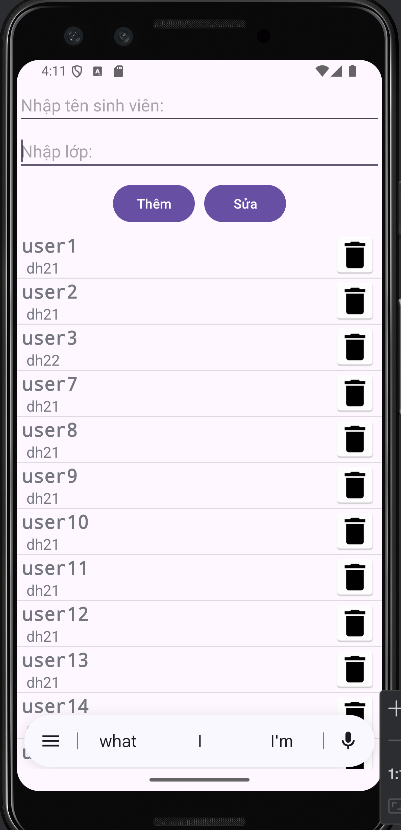 4:11
Nhập tên sinh viên:
Nhập lớp:
Thêm Sửa
user1
dh21
user2
dh21
user3
dh22
user7
dh21
user8
dh21
user9
dh21
user10
dh21
user11
dh21
user12
dh21
user13
dh21
user14
what I I'm